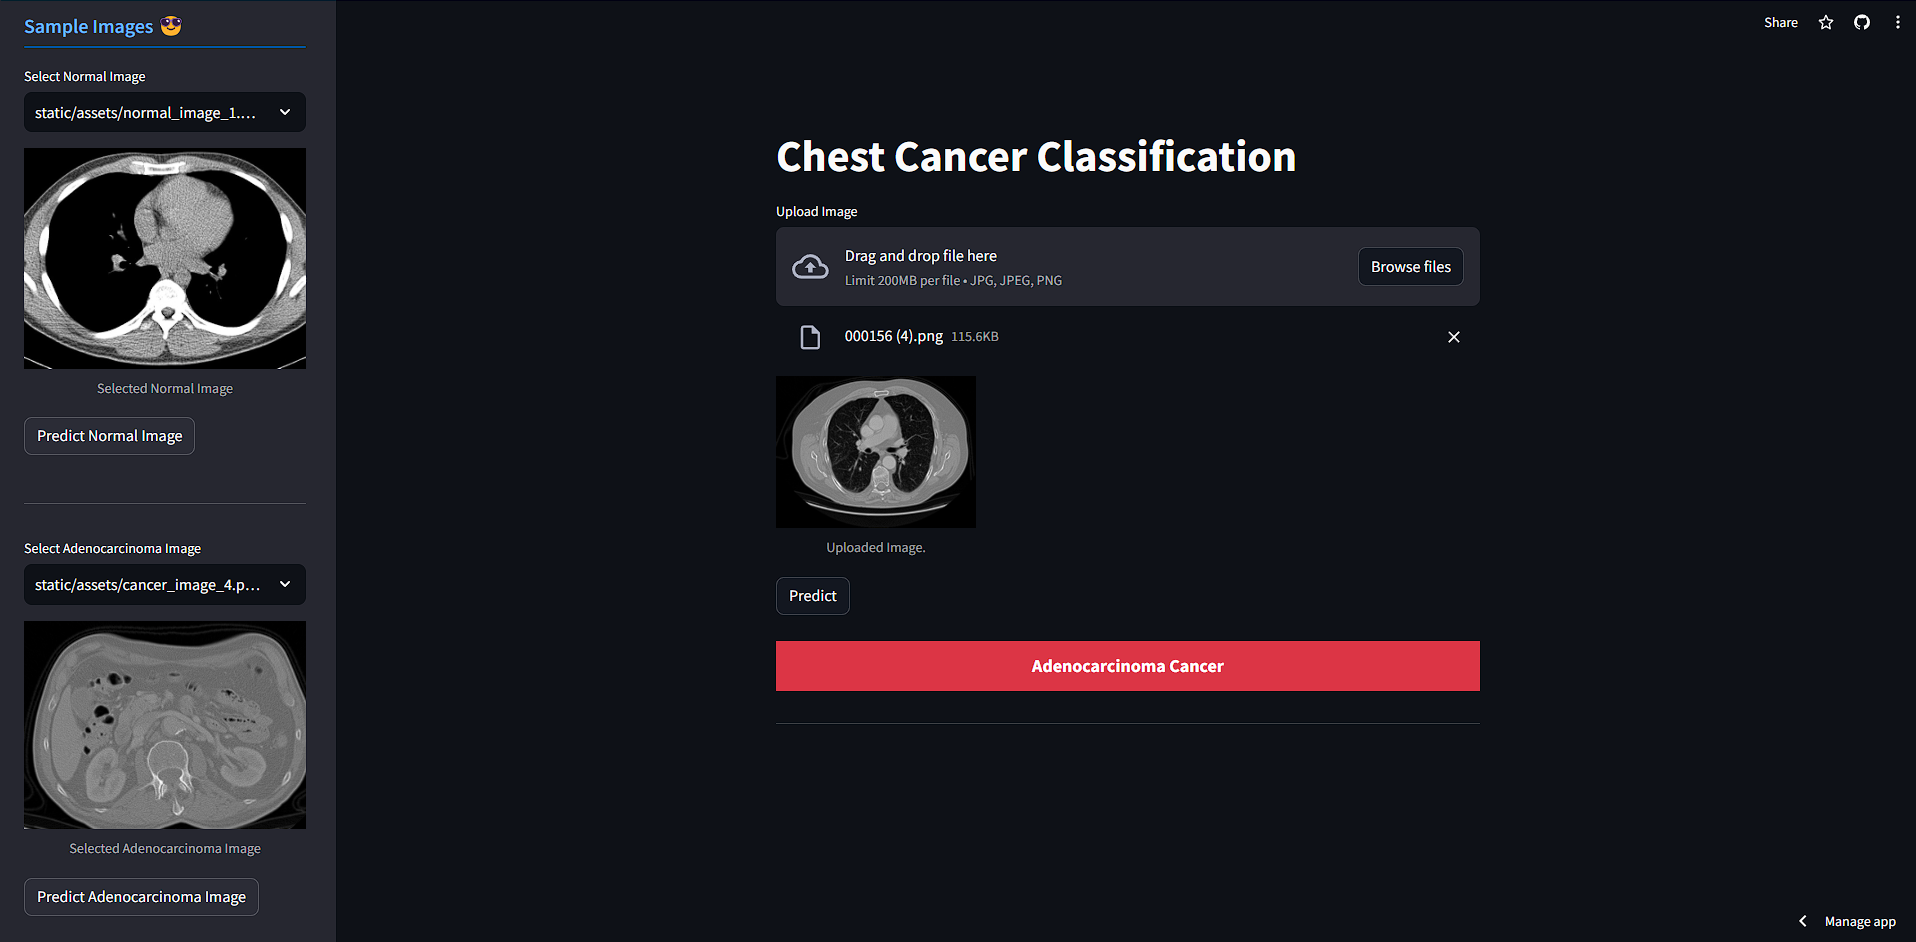 Sample Images 😎
Select Normal Image
static/assets/normal_image_1....
Selected Normal Image
Predict Normal Image
Select Adenocarcinoma Image
static/assets/cancer_image_4.p...
Selected Adenocarcinoma Image
Predict Adenocarcinoma Image
Share
Chest Cancer Classification
Upload Image
Drag and drop file here
Limit 200MB per file • JPG, JPEG, PNG
Browse files
000156 (4).png 115.6KB
Uploaded Image.
Predict
Adenocarcinoma Cancer
Manage app